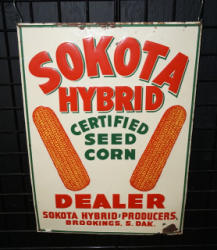 SOKOTA
HYBRID
CERTIFIED
SEED
CORN
DEALER
SOKOTA HYBRID-PRODUCERS,
BROOKINGS, S. DAK.